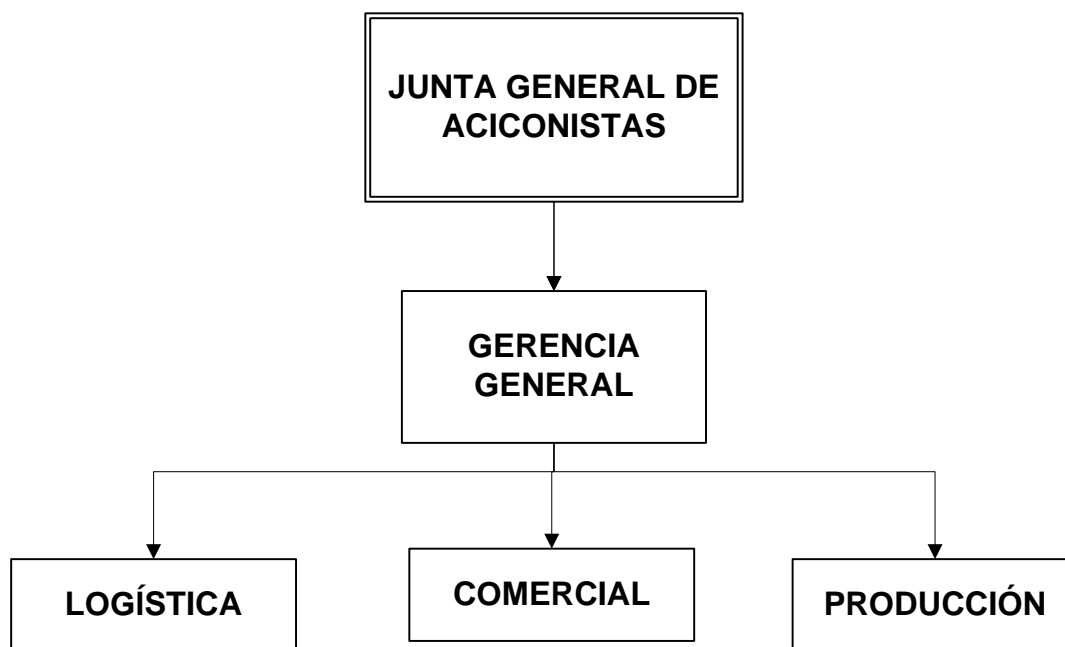 JUNTA GENERAL DE
ACICONISTAS
GERENCIA
GENERAL
LOGÍSTICA
COMERCIAL
PRODUCCIÓN